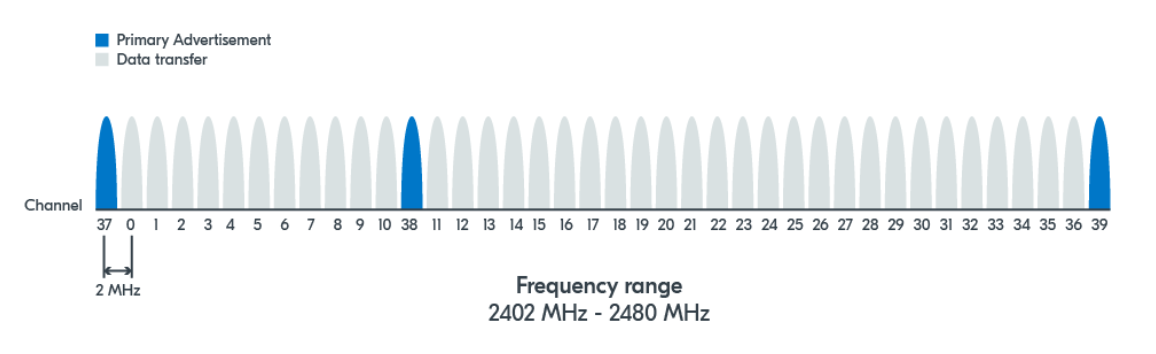 Primary Advertisement
Data transfer
Channel
37 0 1 2 3 4 5 6 7 8 9 10 38 11 12 13 14 15 16 17 18 19 20 21 22 23 24 25 26 27 28 29 30 31 32 33 34 35 36 39
2 MHz
Frequency range
2402 MHz - 2480 MHz